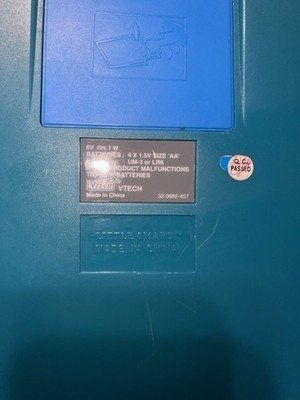 6V ⎓ 1 W
BATTERIES : 4 X 1.5V SIZE 'AA'
UM-3 or LR6
PRODUCT MALFUNCTIONS
BATTERIES
vtech VTECH
Made in China 32-0882-457
Q.C.
PASSED
LITTLE SMART
MADE IN CHINA